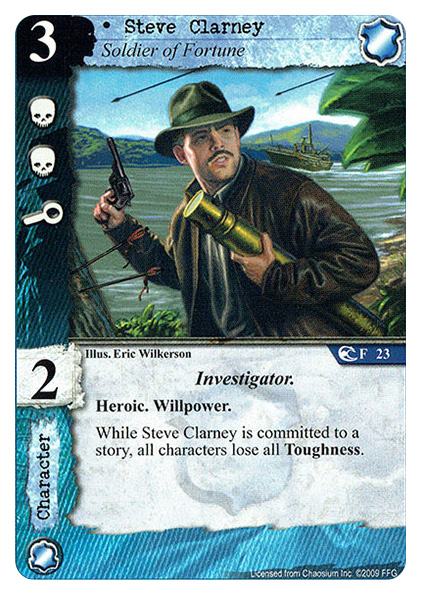 3
• Steve Clarney
Soldier of Fortune
Illus. Eric Wilkerson
F 23
2
Investigator.
Heroic. Willpower.
While Steve Clarney is committed to a
story, all characters lose all Toughness.
Character
Licensed from Chaosium Inc. ©2009 FFG